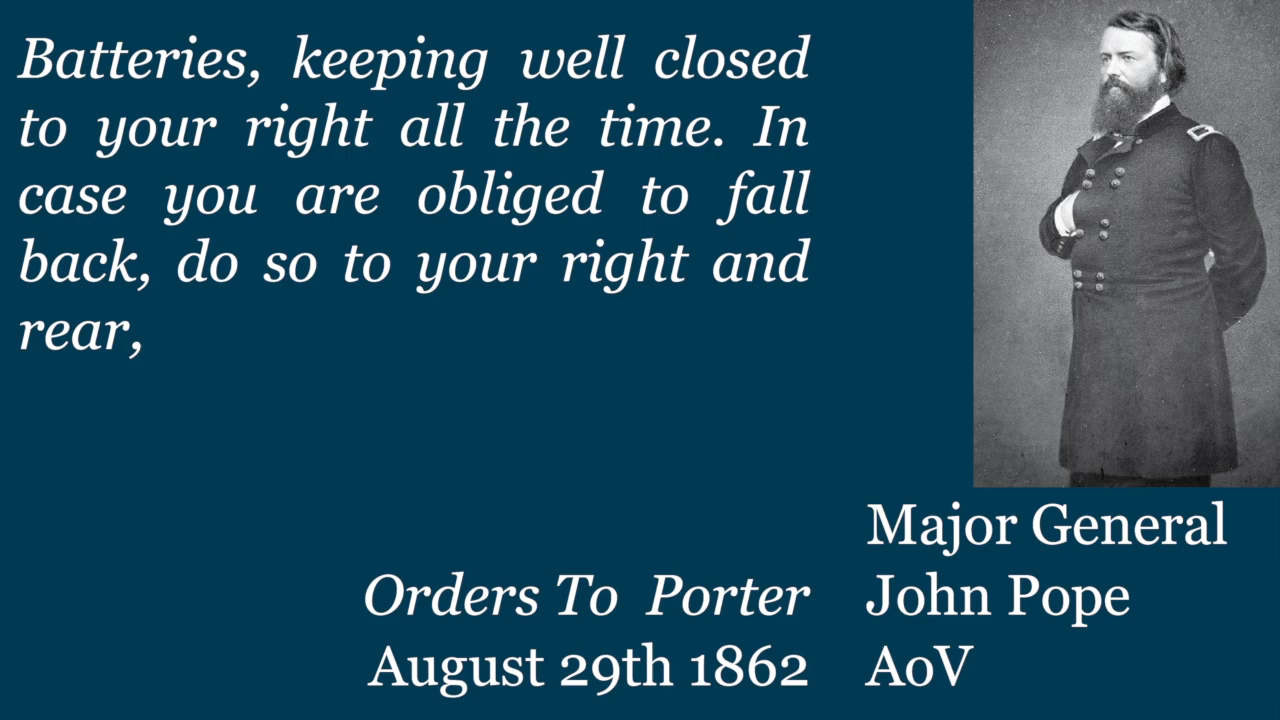 Batteries, keeping well closed
to your right all the time. In
case you are obliged to fall
back, do so to your right and
rear,
Orders To Porter
August 29th 1862
Major General
John Pope
AoV